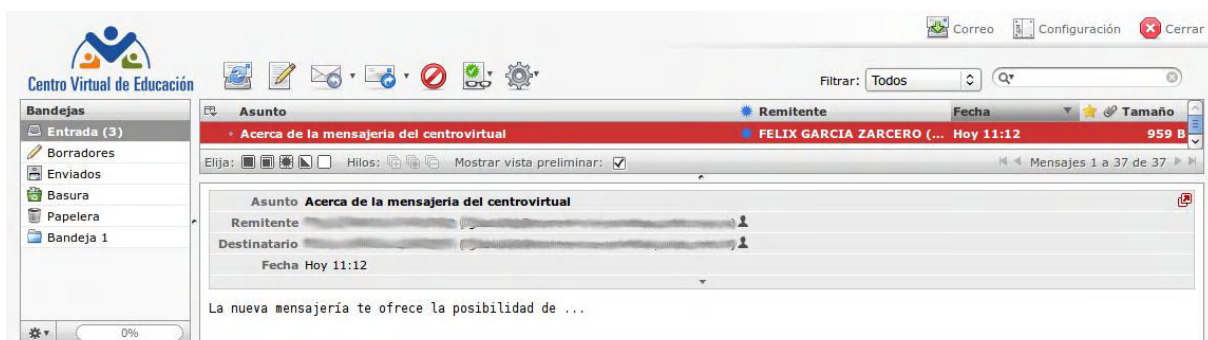 Correo Configuración Cerrar
Centro Virtual de Educación
Filtrar: Todos
Bandejas
Entrada (3)
Borradores
Enviados
Basura
Papelera
Bandeja 1
0%
Asunto Remitente Fecha Tamaño
Acerca de la mensajeria del centrovirtual FELIX GARCIA ZARCERO (... Hoy 11:12 959 B
Elija: Hilos: Mostrar vista preliminar: Mensajes 1 a 37 de 37
Asunto Acerca de la mensajeria del centrovirtual
Remitente
Destinatario
Fecha Hoy 11:12
La nueva mensajería te ofrece la posibilidad de ...